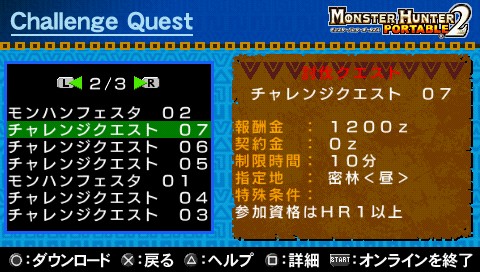 Challenge Quest
MONSTER HUNTER
PORTABLE 2
L 2/3 R
モンハンフェスタ 02
チャレンジクエスト 07
チャレンジクエスト 06
チャレンジクエスト 05
モンハンフェスタ 01
チャレンジクエスト 04
チャレンジクエスト 03
討伐クエスト
チャレンジクエスト 07
報酬金 : 1200z
契約金 : 0z
制限時間: 10分
指定地 : 密林<昼>
特殊条件:
参加資格はHR1以上
○:ダウンロード ×:戻る △:ヘルプ □:詳細 START:オンラインを終了